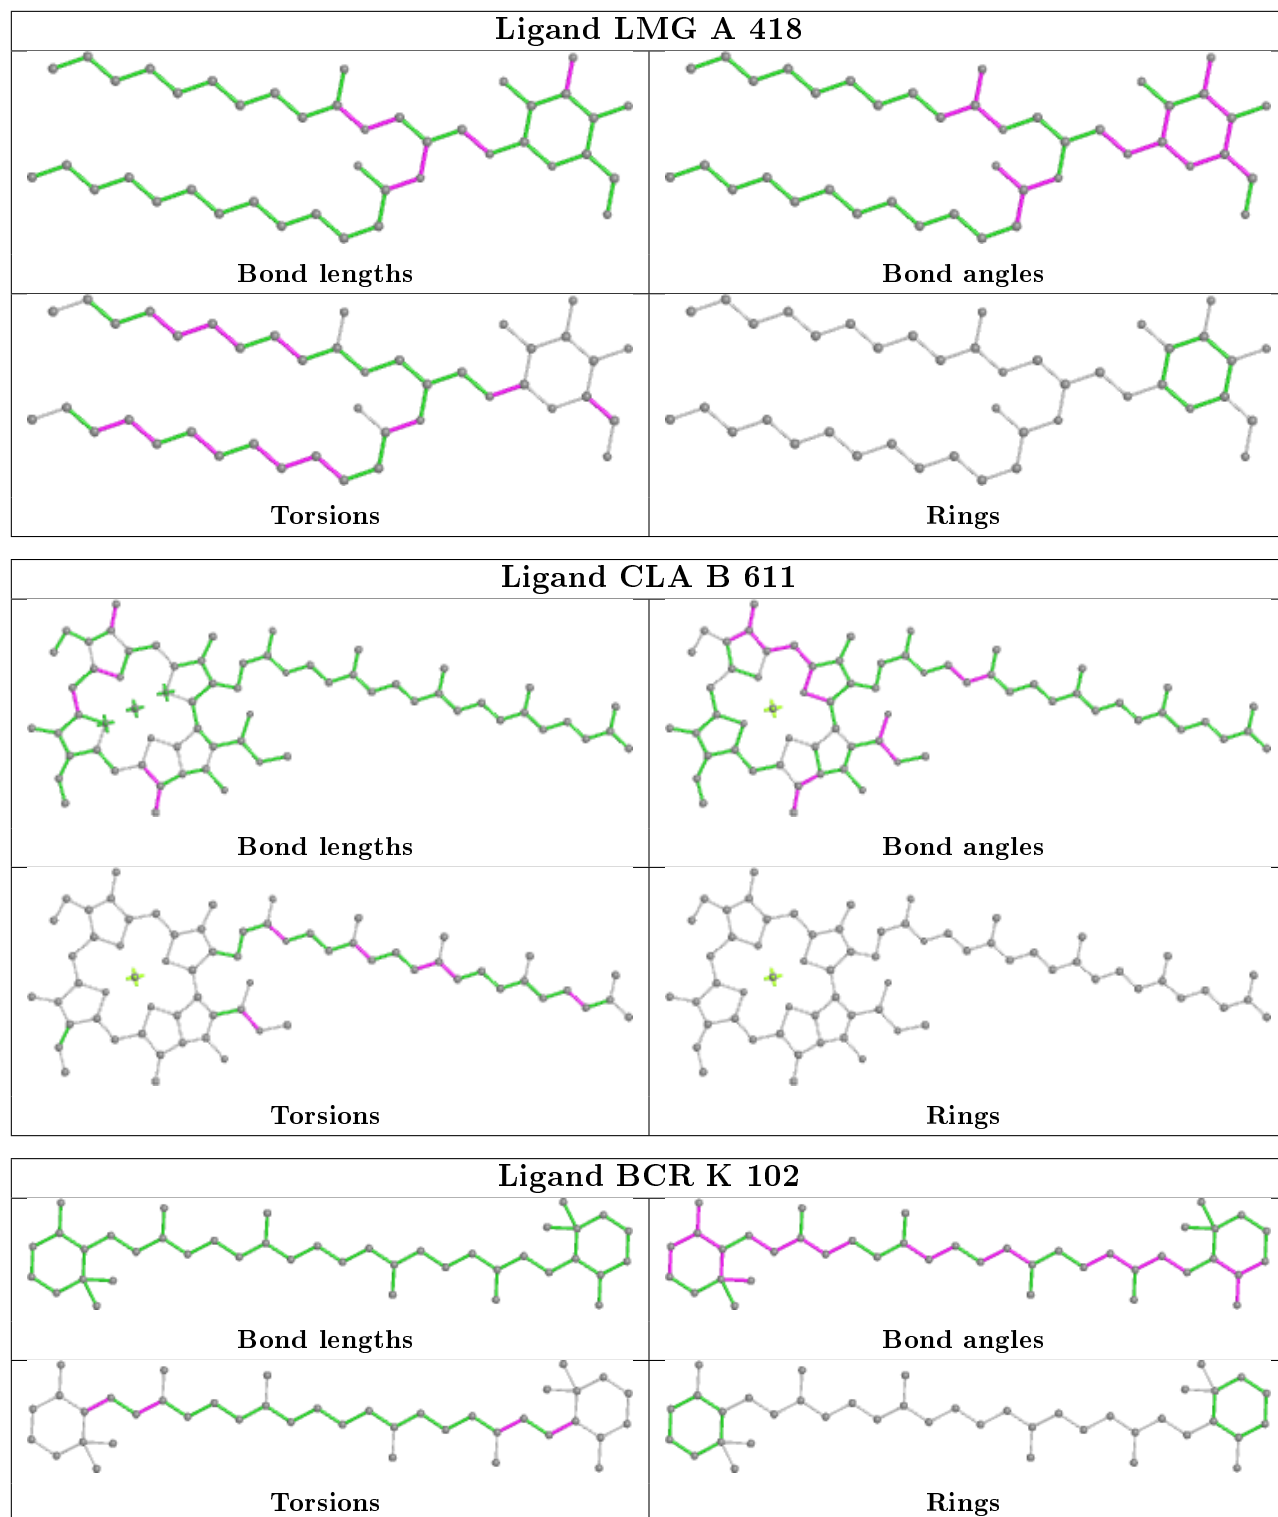 Ligand LMG A 418
Bond lengths
Bond angles
Torsions
Rings
Ligand CLA B 611
Bond lengths
Bond angles
Torsions
Rings
Ligand BCR K 102
Bond lengths
Bond angles
Torsions
Rings